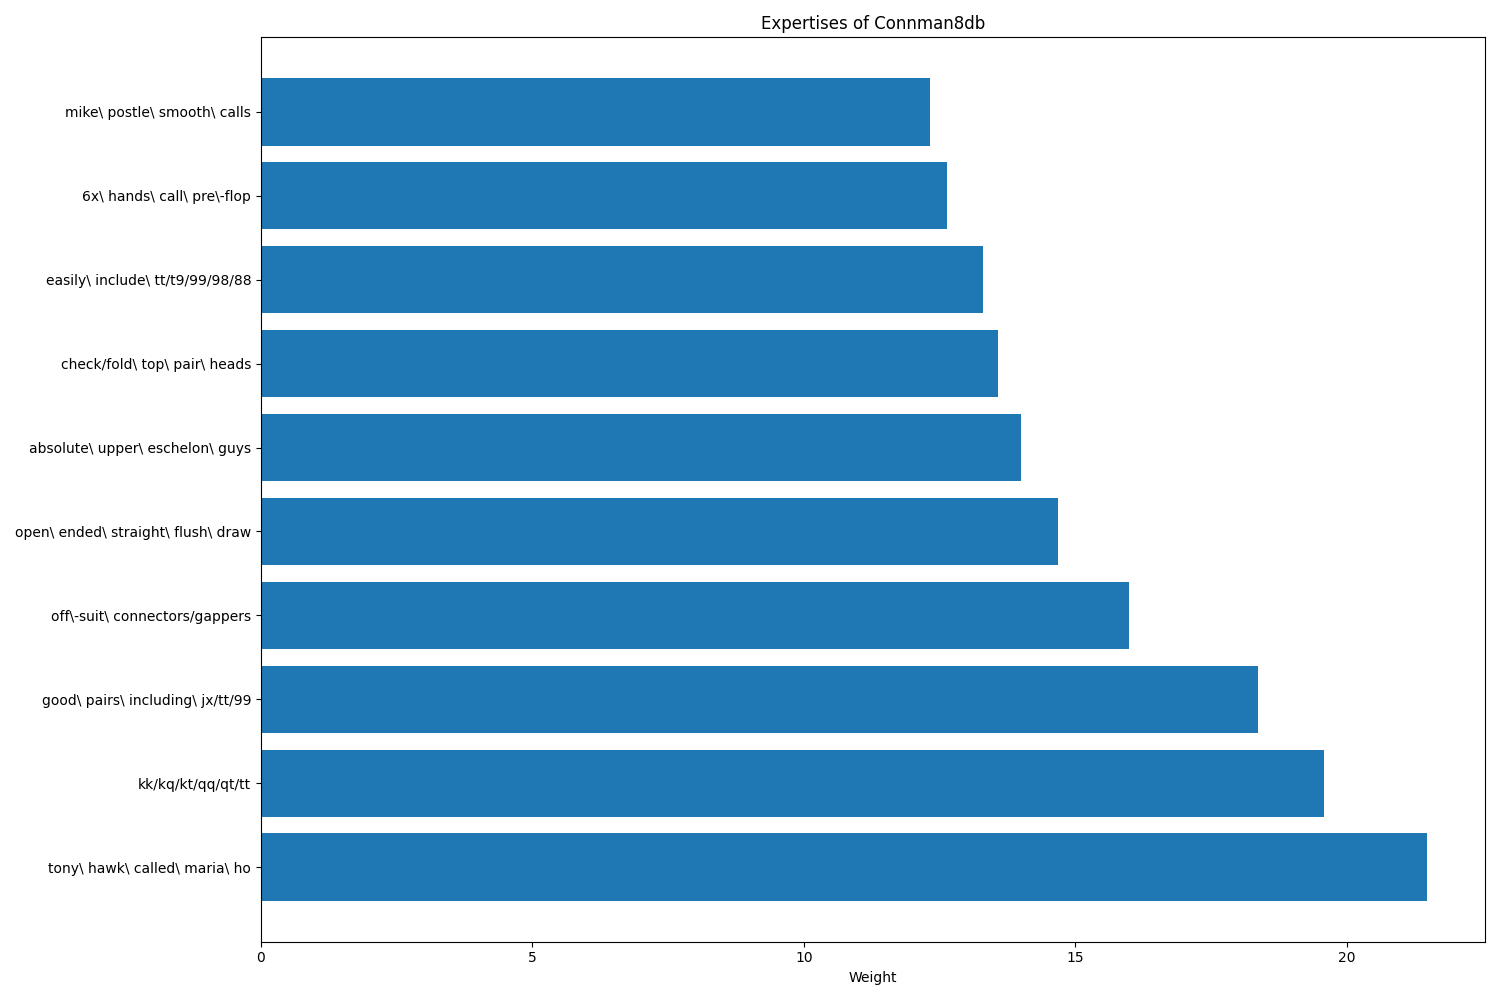 Expertises of Connman8db
mike\ postle\ smooth\ calls
6x\ hands\ call\ pre\-flop
easily\ include\ tt/t9/99/98/88
check/fold\ top\ pair\ heads
absolute\ upper\ eschelon\ guys
open\ ended\ straight\ flush\ draw
off\-suit\ connectors/gappers
good\ pairs\ including\ jx/tt/99
kk/kq/kt/qq/qt/tt
tony\ hawk\ called\ maria\ ho
0 5 10 15 20
Weight